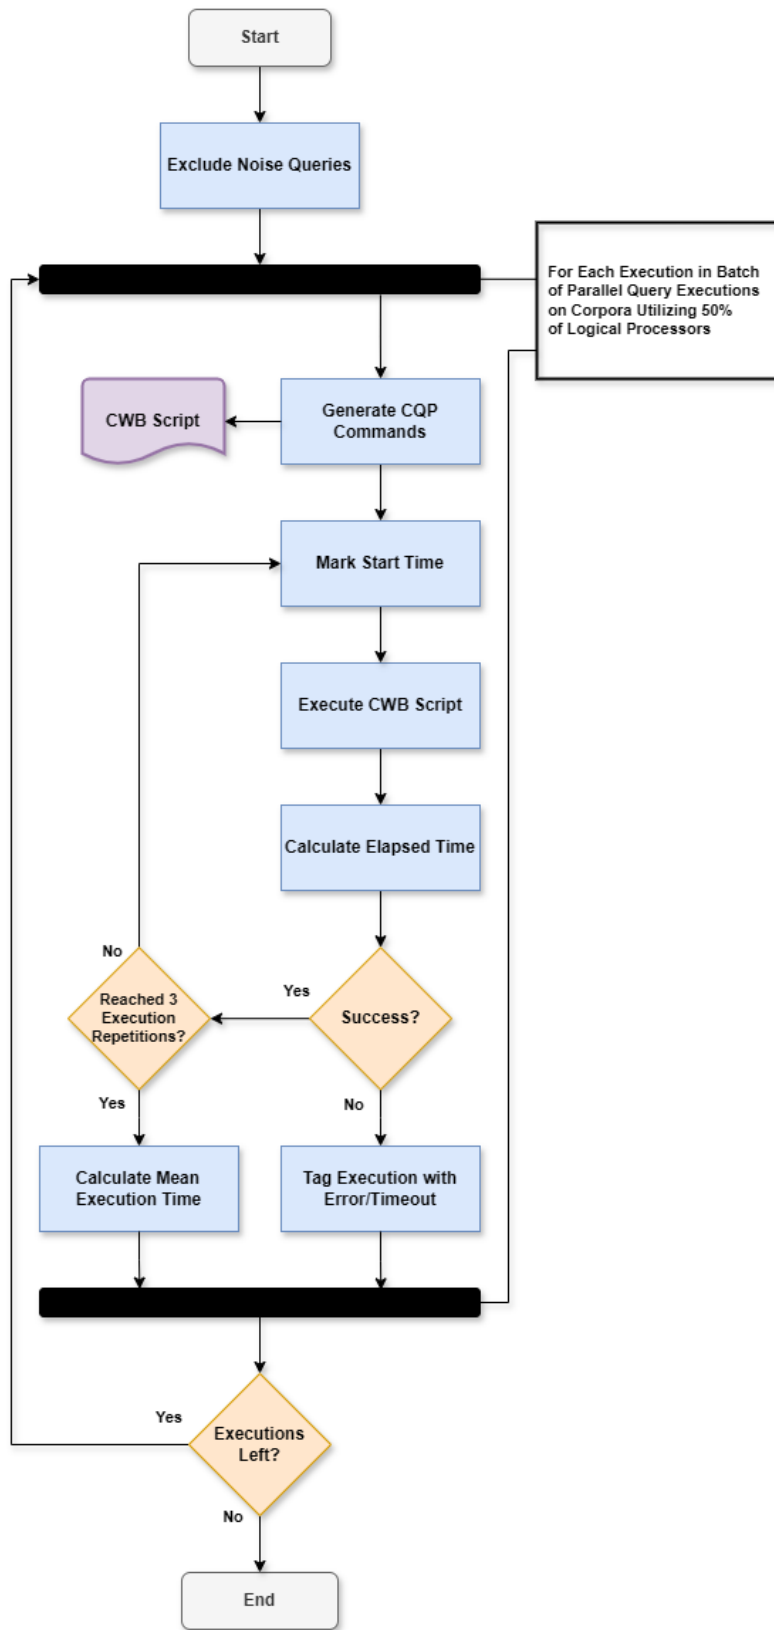 Start
Exclude Noise Queries
For Each Execution in Batch
of Parallel Query Executions
on Corpora Utilizing 50%
of Logical Processors
CWB Script
Generate CQP
Commands
Mark Start Time
Execute CWB Script
Calculate Elapsed Time
No
Reached 3
Execution
Repetitions?
Yes
Success?
Yes
No
Calculate Mean
Execution Time
Tag Execution with
Error/Timeout
Yes
Executions
Left?
No
End